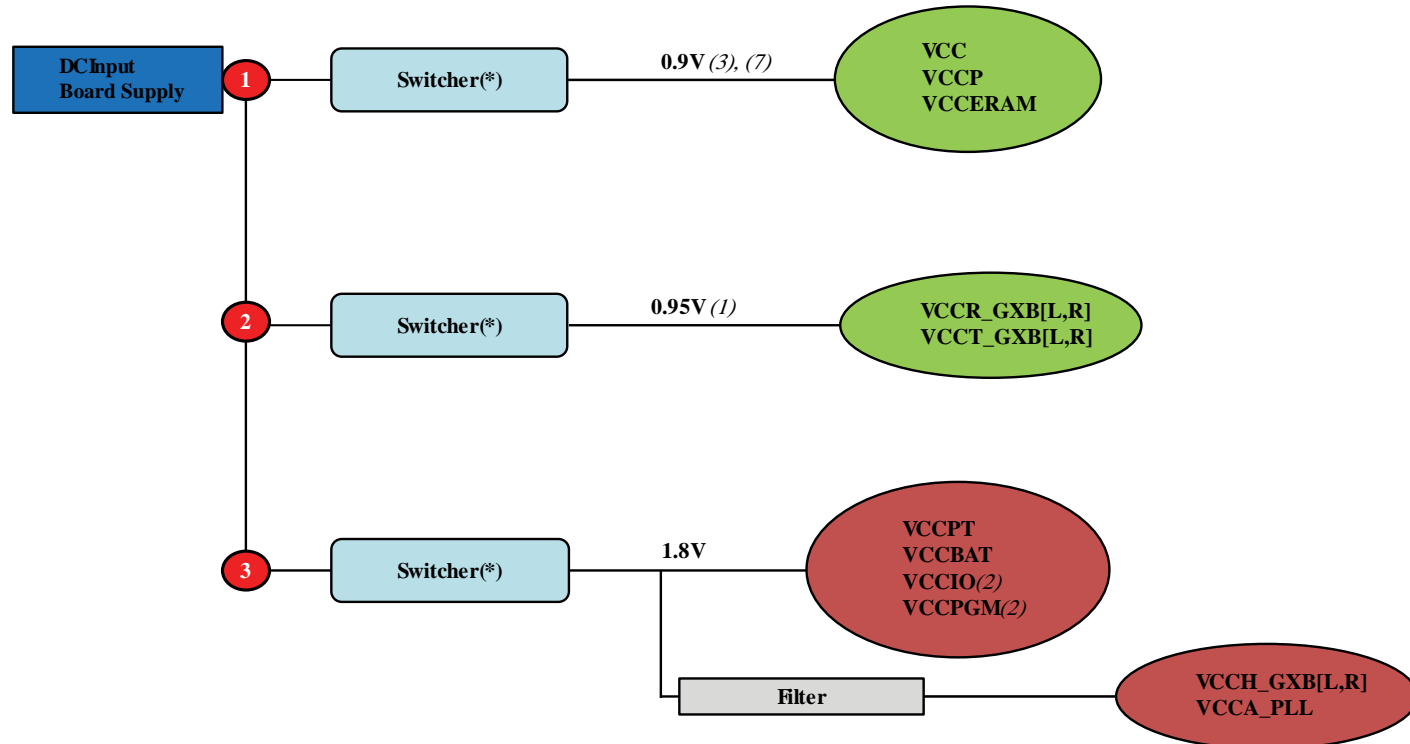 DCInput
Board Supply
1
Switcher(*)
0.9V (3), (7)
VCC
VCCP
VCCERAM
2
Switcher(*)
0.95V (1)
VCCR_GXB[L,R]
VCCT_GXB[L,R]
3
Switcher(*)
1.8V
VCCPT
VCCBAT
VCCIO(2)
VCCPGM(2)
Filter
VCCH_GXB[L,R]
VCCA_PLL